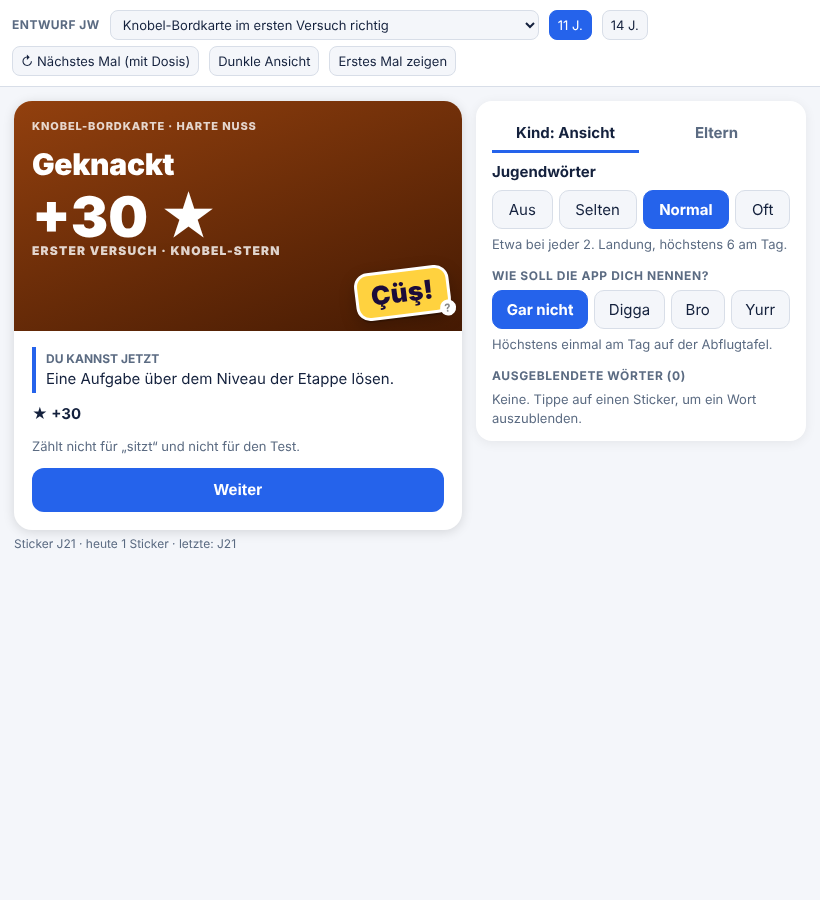 ENTWURF JW
Knobel-Bordkarte im ersten Versuch richtig
11 J.
14 J.
↻ Nächstes Mal (mit Dosis)
Dunkle Ansicht
Erstes Mal zeigen
KNOBEL-BORDKARTE · HARTE NUSS
Geknackt
+30 ★
ERSTER VERSUCH · KNOBEL-STERN
Çüş!
?
DU KANNST JETZT
Eine Aufgabe über dem Niveau der Etappe lösen.
★ +30
Zählt nicht für „sitzt“ und nicht für den Test.
Weiter
Sticker J21 · heute 1 Sticker · letzte: J21
Kind: Ansicht
Eltern
Jugendwörter
Aus
Selten
Normal
Oft
Etwa bei jeder 2. Landung, höchstens 6 am Tag.
WIE SOLL DIE APP DICH NENNEN?
Gar nicht
Digga
Bro
Yurr
Höchstens einmal am Tag auf der Abflugtafel.
AUSGEBLENDETE WÖRTER (0)
Keine. Tippe auf einen Sticker, um ein Wort
auszublenden.